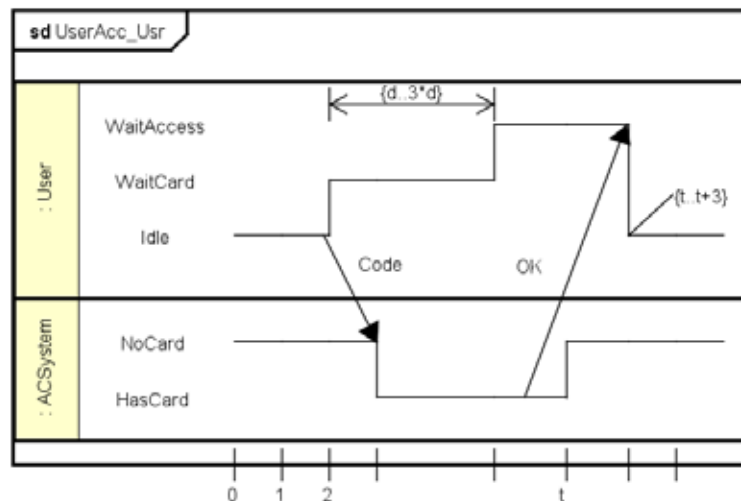 sd UserAcc_Usr
{d..3*d}
WaitAccess
WaitCard
: User
{t..t+3}
Idle
Code
OK
NoCard
: ACSystem
HasCard
0 1 2 t